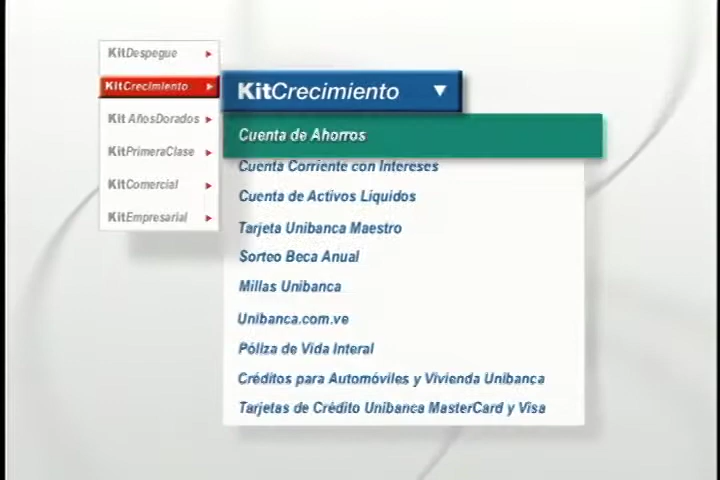 KitDespegue
KitCrecimiento
Kit AñosDorados
KitPrimeraClase
KitComercial
KitEmpresarial
KitCrecimiento
Cuenta de Ahorros
Cuenta Corriente con Intereses
Cuenta de Activos Líquidos
Tarjeta Unibanca Maestro
Sorteo Beca Anual
Millas Unibanca
Unibanca.com.ve
Póliza de Vida Interal
Créditos para Automóviles y Vivienda Unibanca
Tarjetas de Crédito Unibanca MasterCard y Visa